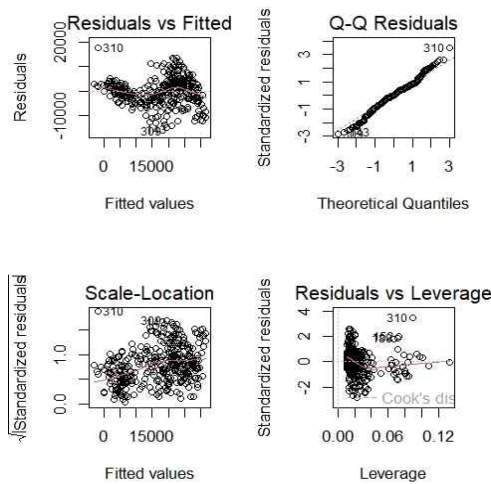 Residuals vs Fitted
Residuals
-10000
20000
310
0 15000
Fitted values
Q-Q Residuals
Standardized residuals
-3 -1 1 3
310
-3 -1 1 3
Theoretical Quantiles
Scale-Location
√|Standardized residuals
0.0 1.0
310
0 15000
Fitted values
Residuals vs Leverage
Standardized residuals
-2 0 2 4
310
Cook's dis
0.00 0.06 0.12
Leverage